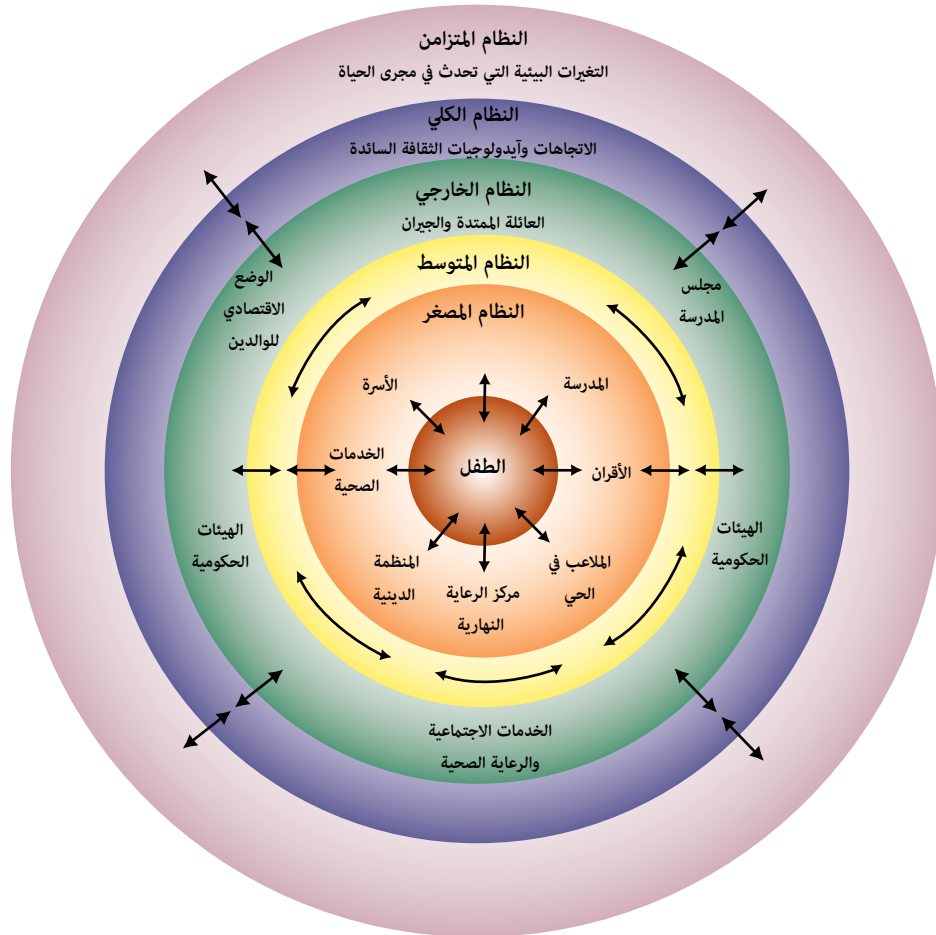 النظام المتزامن
التغيرات البيئية التي تحدث في مجرى الحياة
النظام الكلي
الاتجاهات وآيدولوجيات الثقافة السائدة
النظام الخارجي
العائلة الممتدة والجيران
مجلس
المدرسة
الوضع
الاقتصادي
للوالدين
النظام المتوسط
النظام المصغر
المدرسة
الأسرة
الطفل
الأقران
الخدمات
الصحية
الهيئات
الحكومية
الملاعب في
الحي
مركز الرعاية
النهارية
المنظمة
الدينية
الهيئات
الحكومية
الخدمات الاجتماعية
والرعاية الصحية